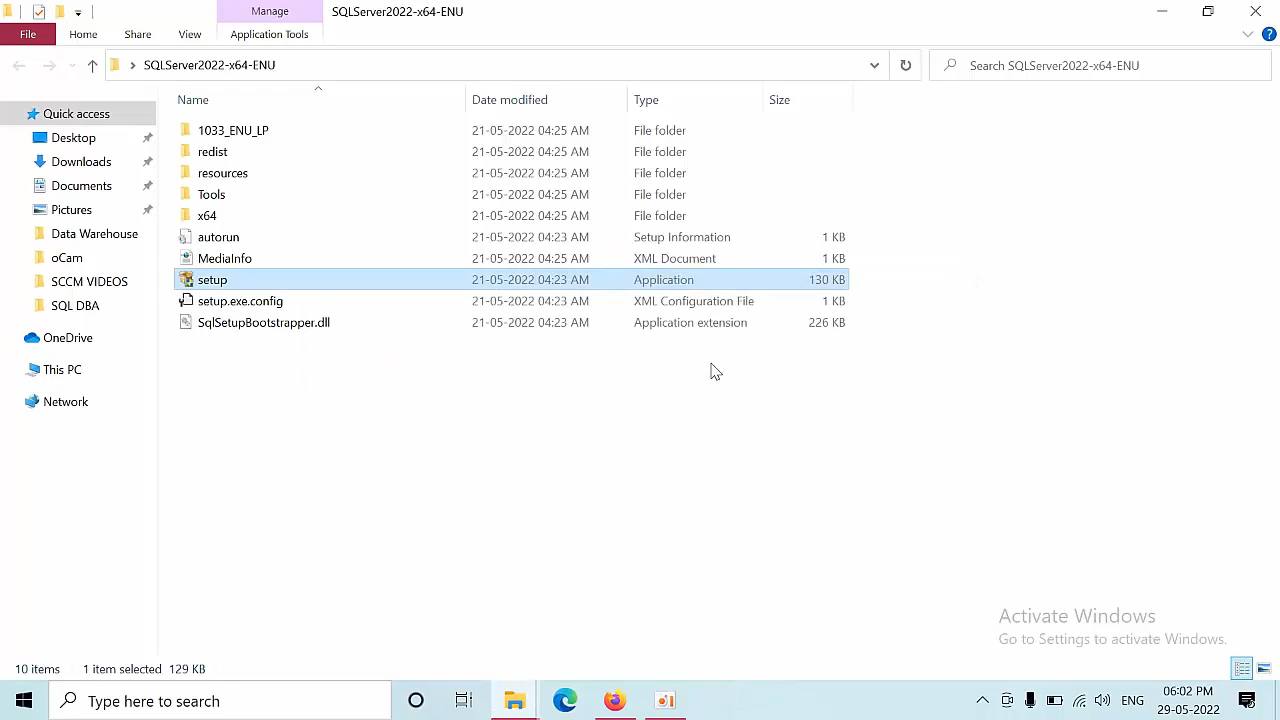 Manage
SQLServer2022-x64-ENU
File
Home
Share
View
Application Tools
SQLServer2022-x64-ENU
Search SQLServer2022-x64-ENU
Name
Date modified
Type
Size
Quick access
Desktop
Downloads
Documents
Pictures
Data Warehouse
oCam
SCCM VIDEOS
SQL DBA
OneDrive
This PC
Network
1033_ENU_LP 21-05-2022 04:25 AM File folder
redist 21-05-2022 04:25 AM File folder
resources 21-05-2022 04:25 AM File folder
Tools 21-05-2022 04:25 AM File folder
x64 21-05-2022 04:25 AM File folder
autorun 21-05-2022 04:23 AM Setup Information 1 KB
MediaInfo 21-05-2022 04:25 AM XML Document 1 KB
setup 21-05-2022 04:23 AM Application 130 KB
setup.exe.config 21-05-2022 04:23 AM XML Configuration File 1 KB
SqlSetupBootstrapper.dll 21-05-2022 04:23 AM Application extension 226 KB
Activate Windows
Go to Settings to activate Windows.
10 items 1 item selected 129 KB
Type here to search
ENG
06:02 PM
29-05-2022